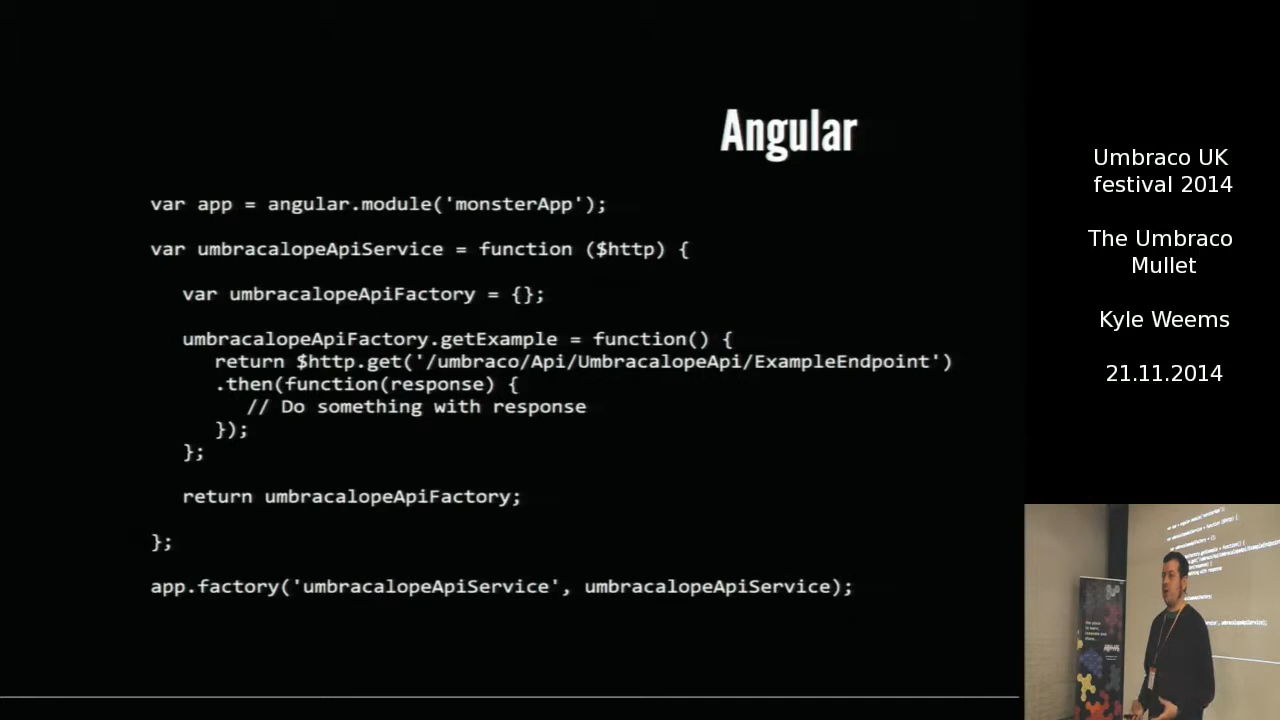 Angular
var app = angular.module('monsterApp');
var umbracalopeApiService = function ($http) {
var umbracalopeApiFactory = {};
umbracalopeApiFactory.getExample = function() {
return $http.get('/umbraco/Api/UmbracalopeApi/ExampleEndpoint')
.then(function(response) {
// Do something with response
});
};
return umbracalopeApiFactory;
};
app.factory('umbracalopeApiService', umbracalopeApiService);
Umbraco UK
festival 2014
The Umbraco
Mullet
Kyle Weems
21.11.2014